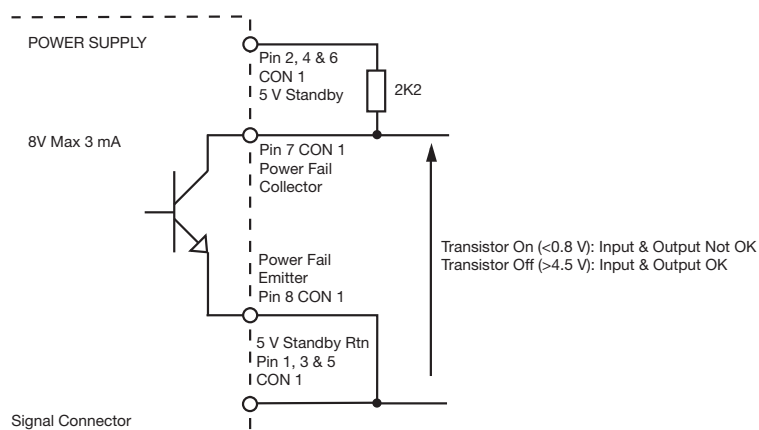 POWER SUPPLY
Pin 2, 4 & 6
CON 1
5 V Standby
2K2
8V Max 3 mA
Pin 7 CON 1
Power Fail
Collector
Transistor On (<0.8 V): Input & Output Not OK
Transistor Off (>4.5 V): Input & Output OK
Power Fail
Emitter
Pin 8 CON 1
5 V Standby Rtn
Pin 1, 3 & 5
CON 1
Signal Connector